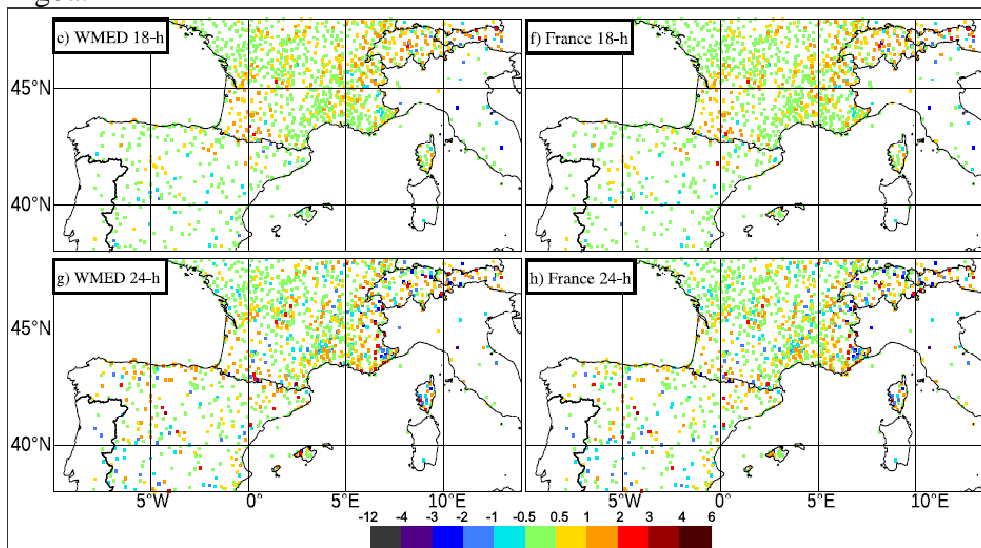 c) WMED 18-h
f) France 18-h
45°N
40°N
g) WMED 24-h
h) France 24-h
45°N
40°N
5°W 0° 5°E 10°E 5°W 0° 5°E 10°E
-12 -4 -3 -2 -1 -0.5 0.5 1 2 3 4 6